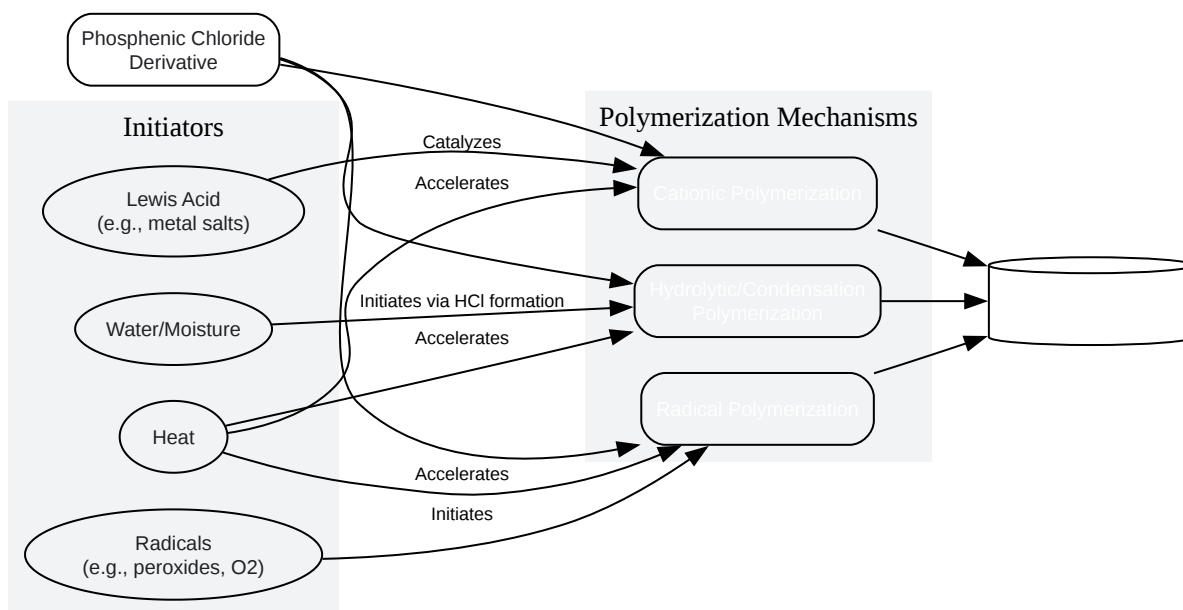 Phosphenic Chloride
Derivative
Initiators
Lewis Acid
(e.g., metal salts)
Water/Moisture
Heat
Radicals
(e.g., peroxides, O2)
Catalyzes
Accelerates
Initiates via HCl formation
Accelerates
Accelerates
Initiates
Polymerization Mechanisms
Cationic Polymerization
Hydrolytic/Condensation
Polymerization
Radical Polymerization